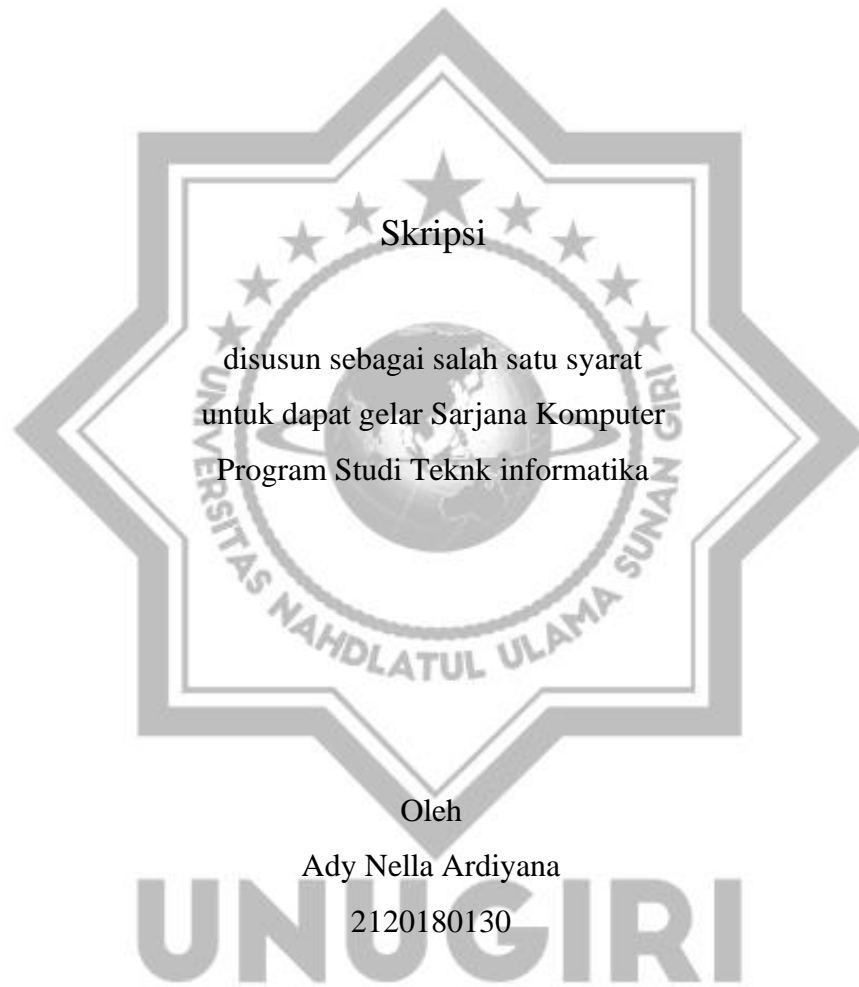 Skripsi
disusun sebagai salah satu syarat
untuk dapat gelar Sarjana Komputer
Program Studi Teknk informatika
UNIVERSITAS NAHDLATUL ULAMA SUNAN GIRI
Oleh
Ady Nella Ardiyana
2120180130
UNUGIRI